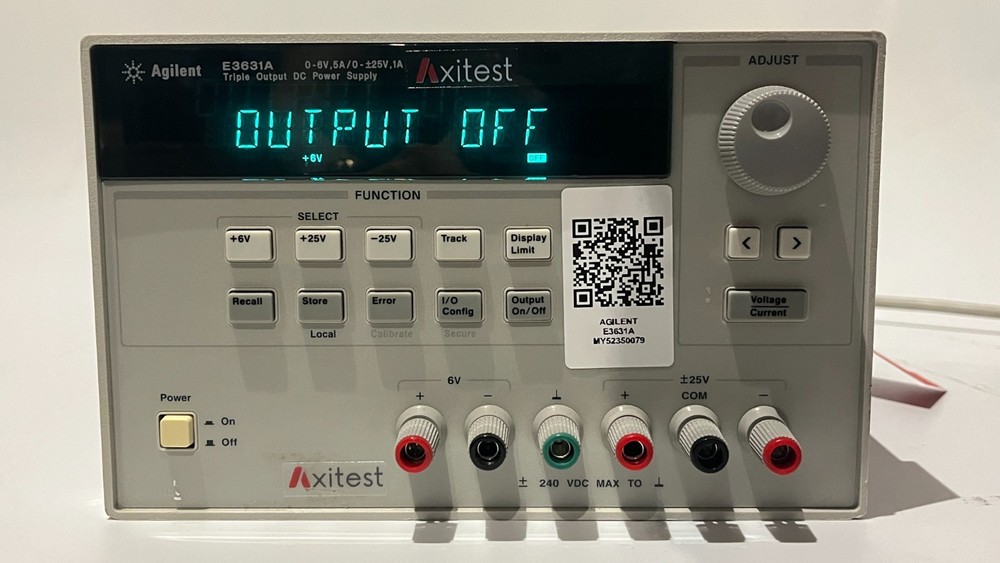 Agilent E3631A 0-6V,5A/0-±25V,1A
Triple Output DC Power Supply
Axitest
OUTPUT OFF
+6V OFF
ADJUST
FUNCTION
SELECT
+6V +25V -25V Track Display Limit
< >
Recall Store Error I/O Config Output On/Off
Voltage
Current
Local Calibrate Secure
AGILENT
E3631A
MY52350079
Power
On
Off
6V ±25V
+ - ⊥ + COM -
± 240 VDC MAX TO ⊥
Axitest